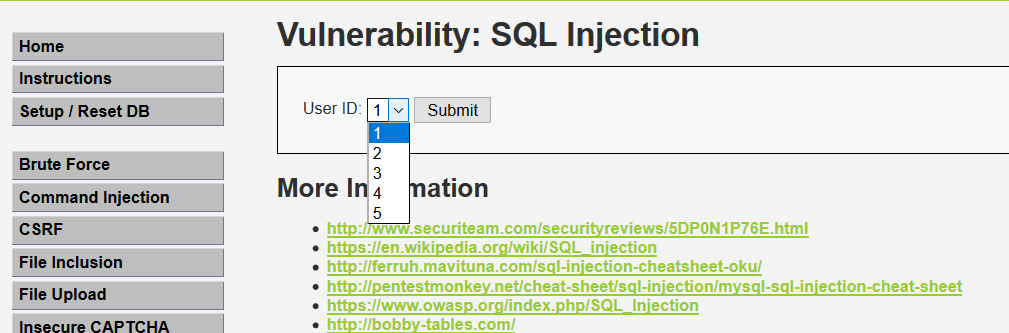 Home
Instructions
Setup / Reset DB
Brute Force
Command Injection
CSRF
File Inclusion
File Upload
Insecure CAPTCHA
Vulnerability: SQL Injection
User ID: 1 Submit
1
2
3
4
5
More In mation
http://www.securiteam.com/securityreviews/5DP0N1P76E.html
https://en.wikipedia.org/wiki/SQL_injection
http://ferruh.mavituna.com/sql-injection-cheatsheet-oku/
http://pentestmonkey.net/cheat-sheet/sql-injection/mysql-sql-injection-cheat-sheet
https://www.owasp.org/index.php/SQL_Injection
http://bobby-tables.com/